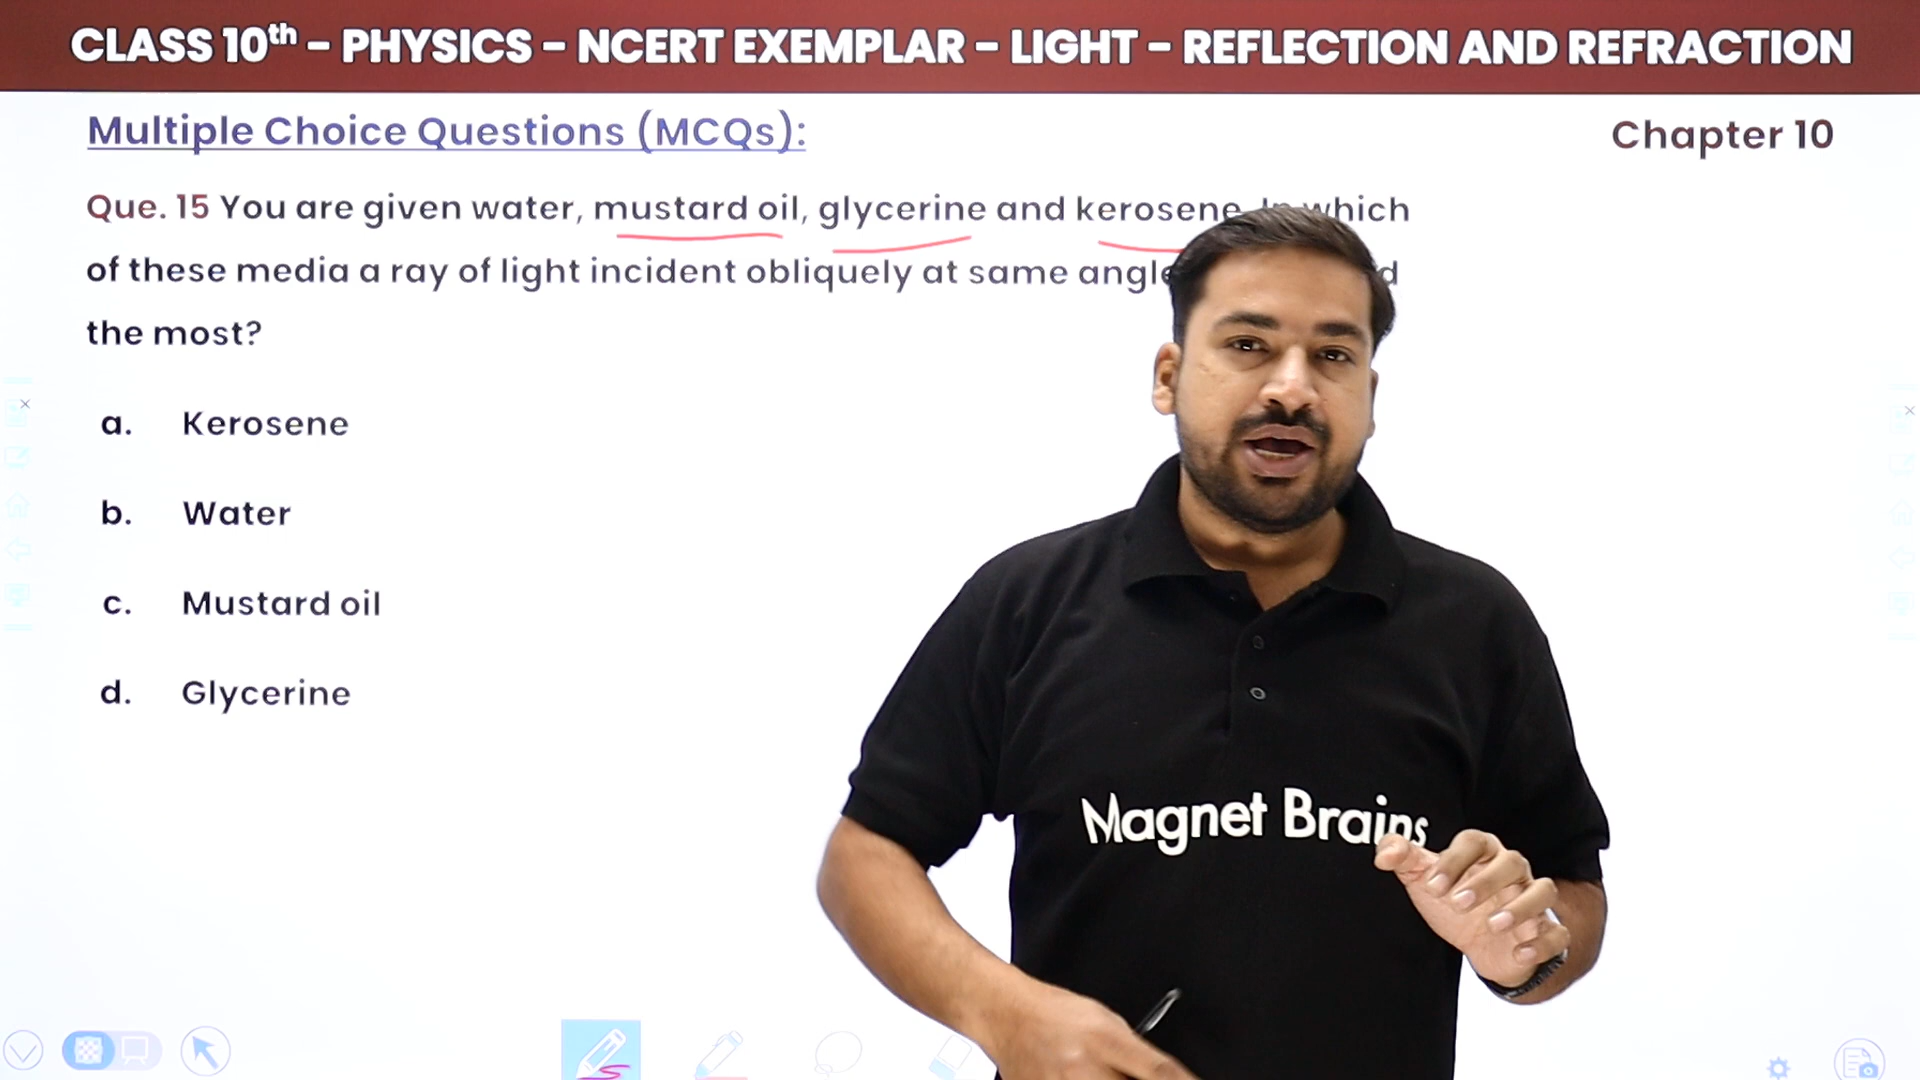 CLASS 10th - PHYSICS - NCERT EXEMPLAR - LIGHT - REFLECTION AND REFRACTION
Multiple Choice Questions (MCQs):
Chapter 10
Que. 15 You are given water, mustard oil, glycerine and kerosene. In which
of these media a ray of light incident obliquely at same angle
the most?
a. Kerosene
b. Water
c. Mustard oil
d. Glycerine
Magnet Brains